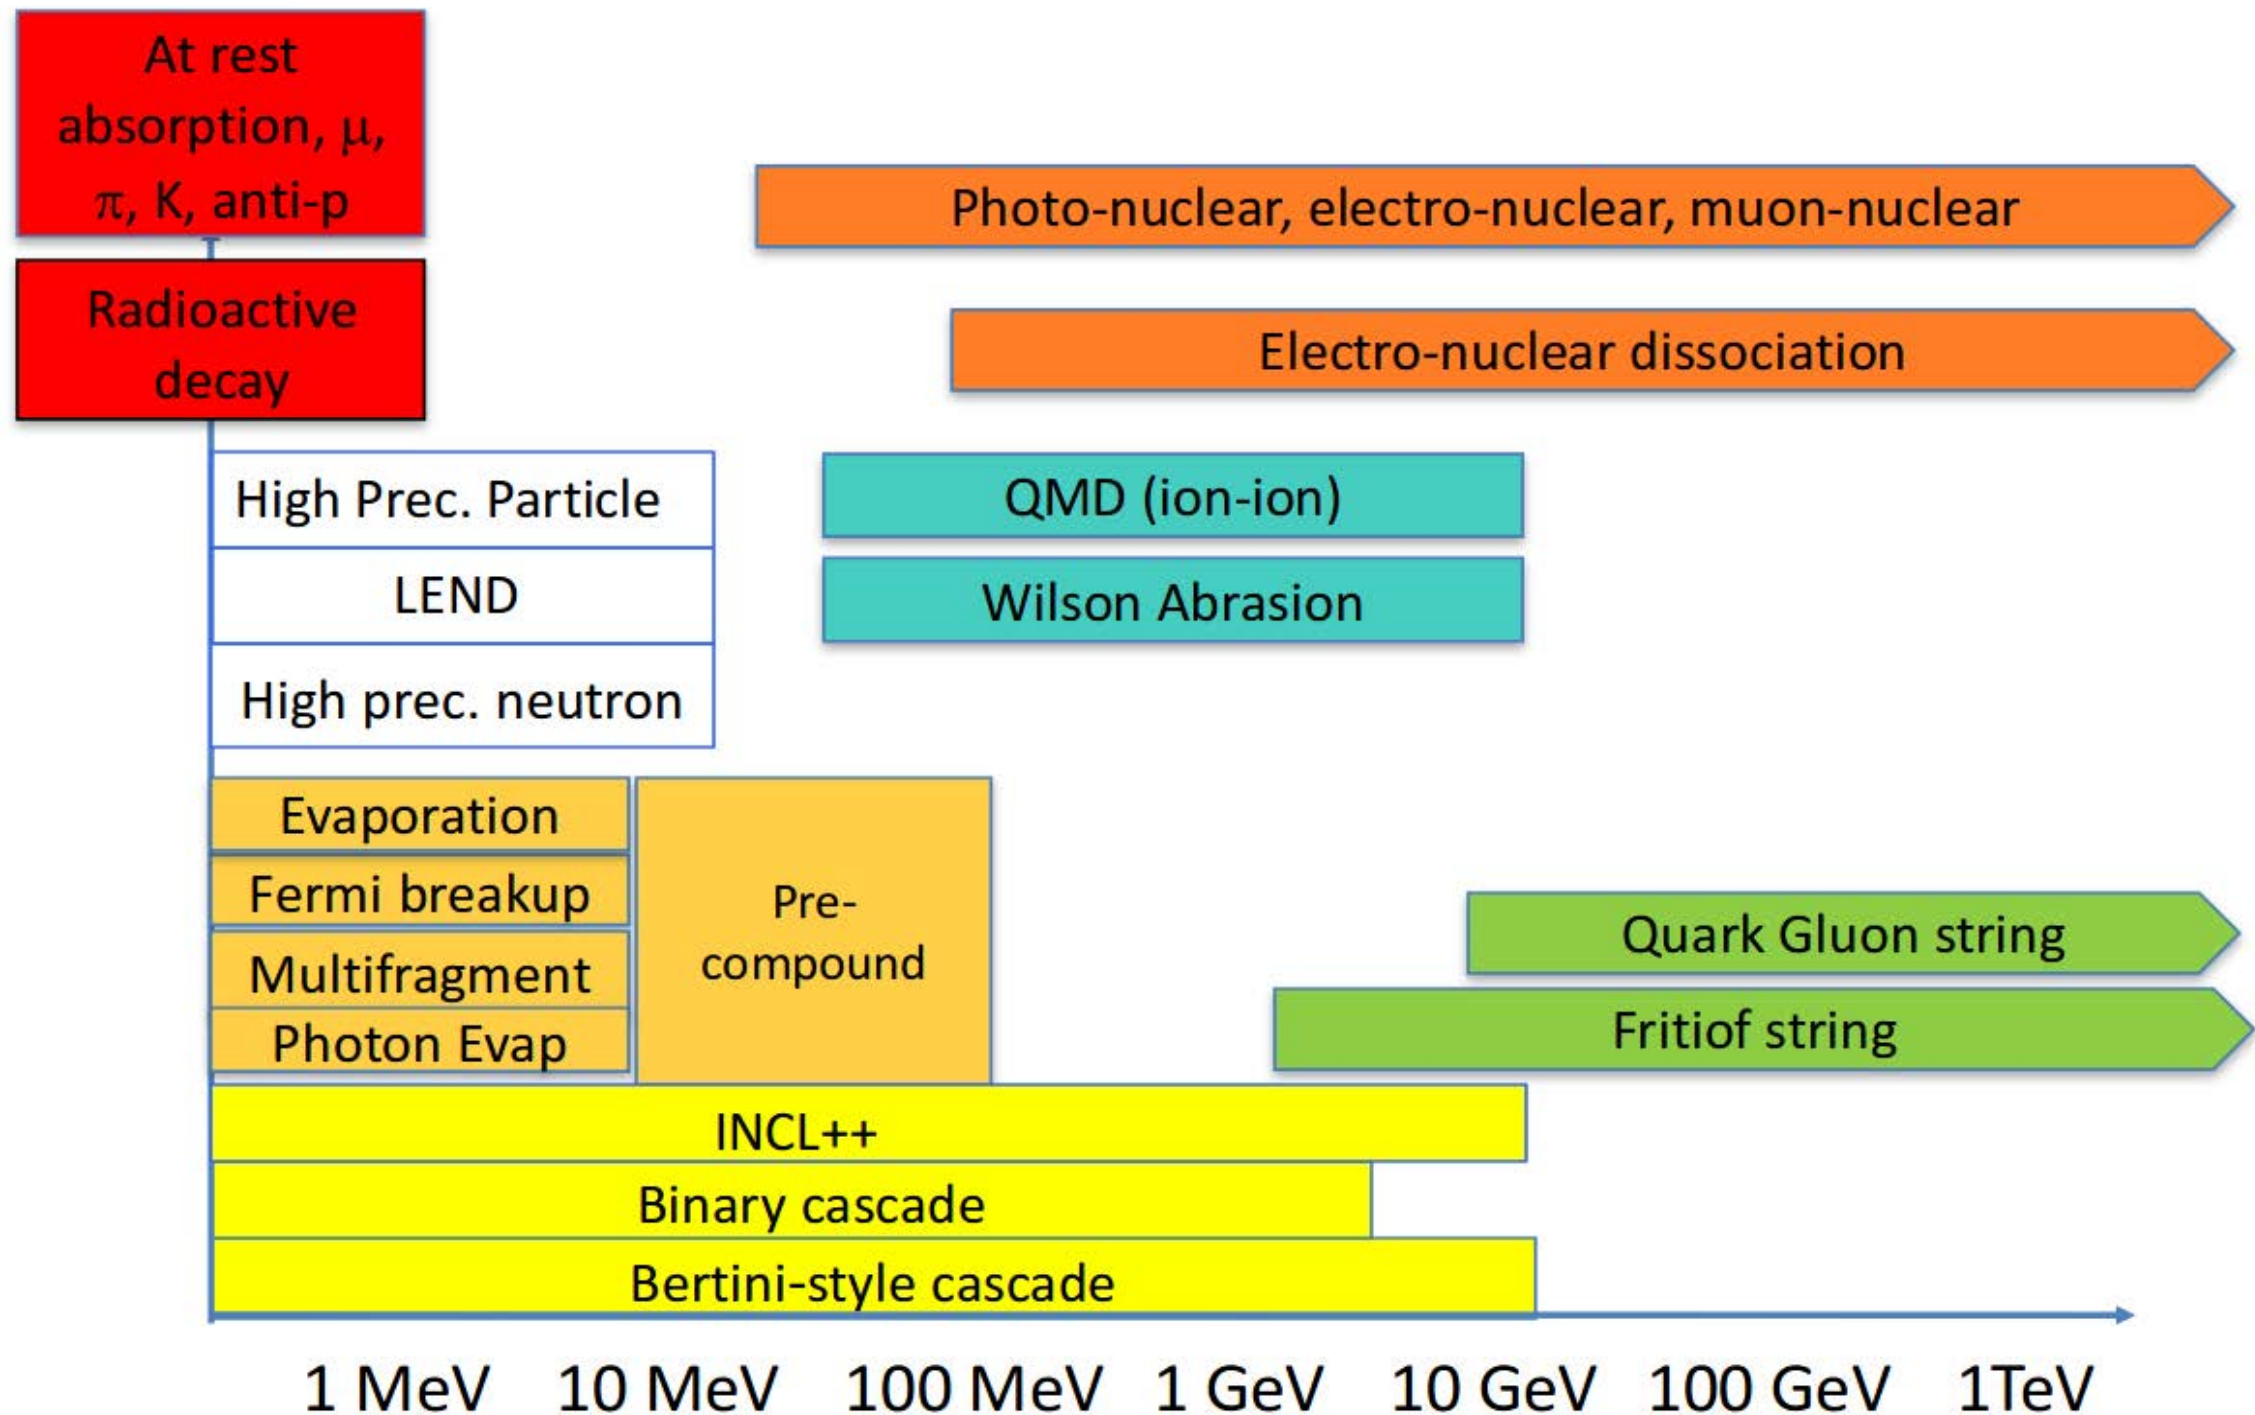 At rest
absorption, μ,
π, K, anti-p
Photo-nuclear, electro-nuclear, muon-nuclear
Radioactive
decay
Electro-nuclear dissociation
High Prec. Particle
QMD (ion-ion)
LEND
Wilson Abrasion
High prec. neutron
Evaporation
Fermi breakup
Multifragment
Photon Evap
Pre-
compound
Quark Gluon string
Fritiof string
INCL++
Binary cascade
Bertini-style cascade
1 MeV 10 MeV 100 MeV 1 GeV 10 GeV 100 GeV 1TeV